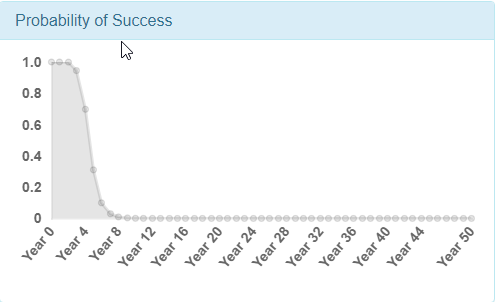 Probability of Success
1.0
0.8
0.6
0.4
0.2
0
Year 0
Year 4
Year 8
Year 12
Year 16
Year 20
Year 24
Year 28
Year 32
Year 36
Year 40
Year 44
Year 50